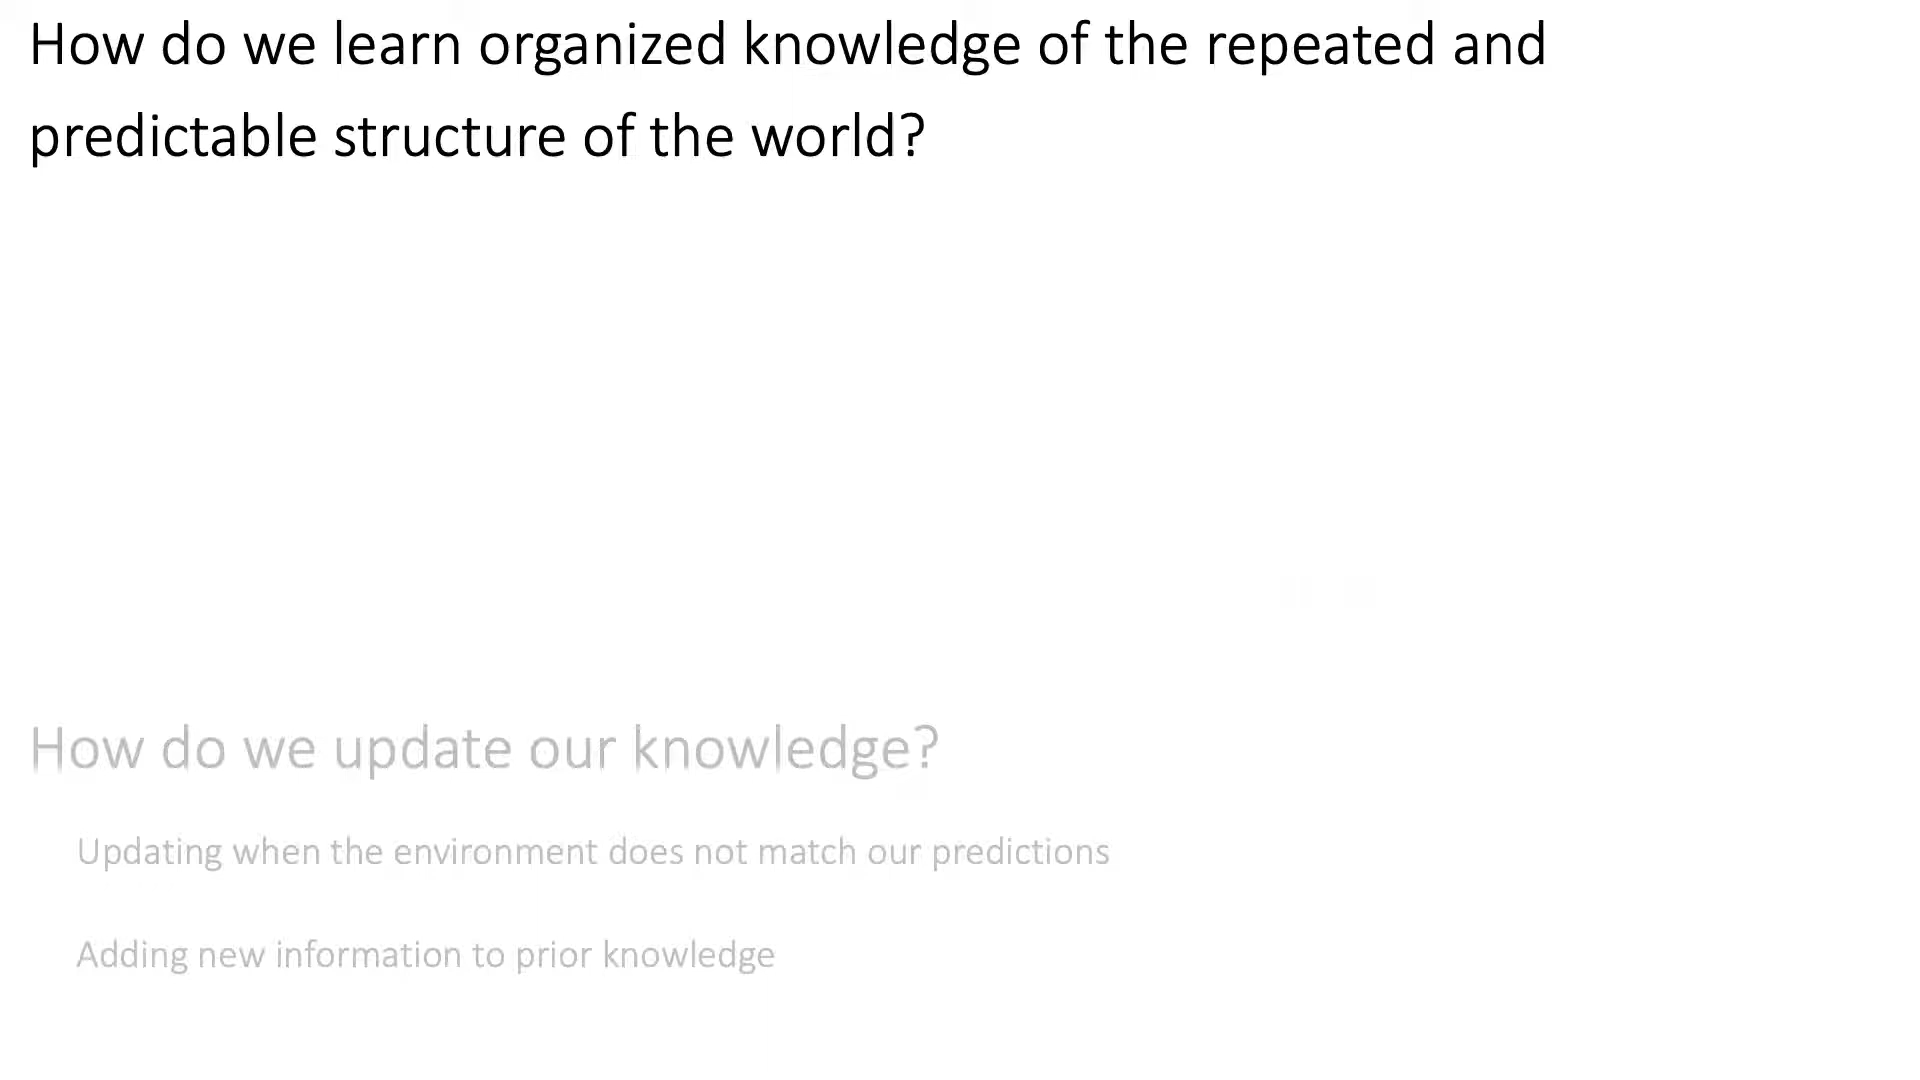 How do we learn organized knowledge of the repeated and
predictable structure of the world?
How do we update our knowledge?
Updating when the environment does not match our predictions
Adding new information to prior knowledge